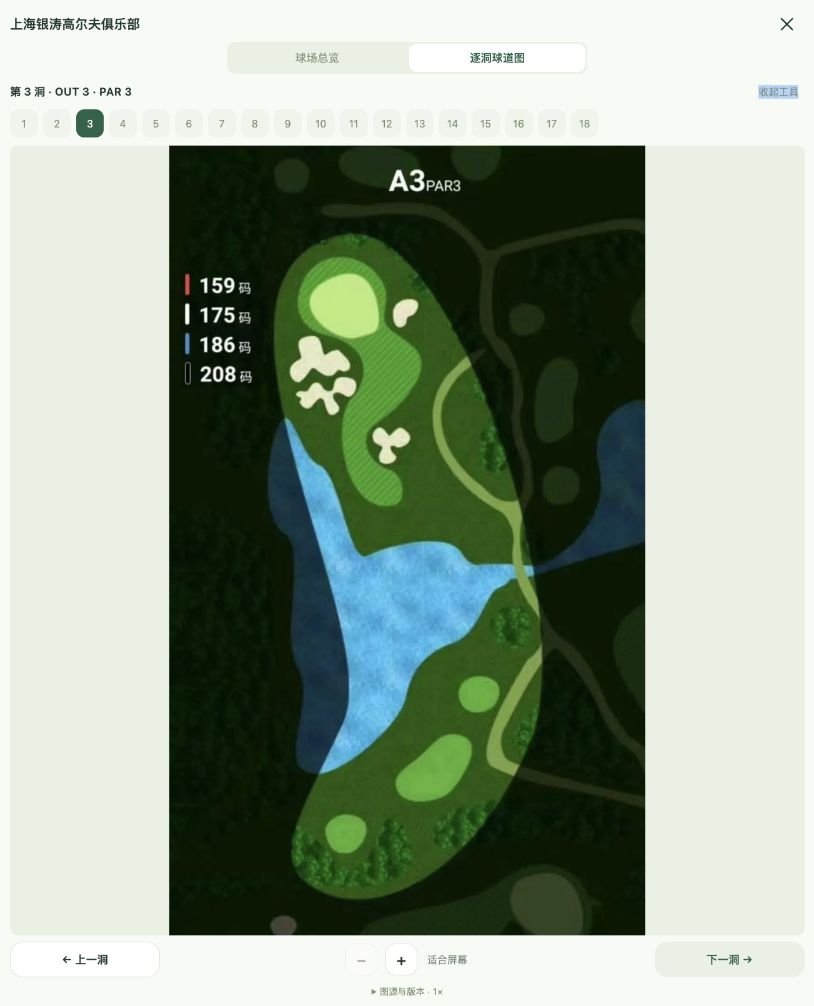 上海银涛高尔夫俱乐部 ×
球场总览 逐洞球道图
第 3 洞 · OUT 3 · PAR 3 收起工具
1 2 3 4 5 6 7 8 9 10 11 12 13 14 15 16 17 18
A3PAR3
159码
175码
186码
208码
← 上一洞 − + 适合屏幕 下一洞 →
▸ 图源与版本 · 1×